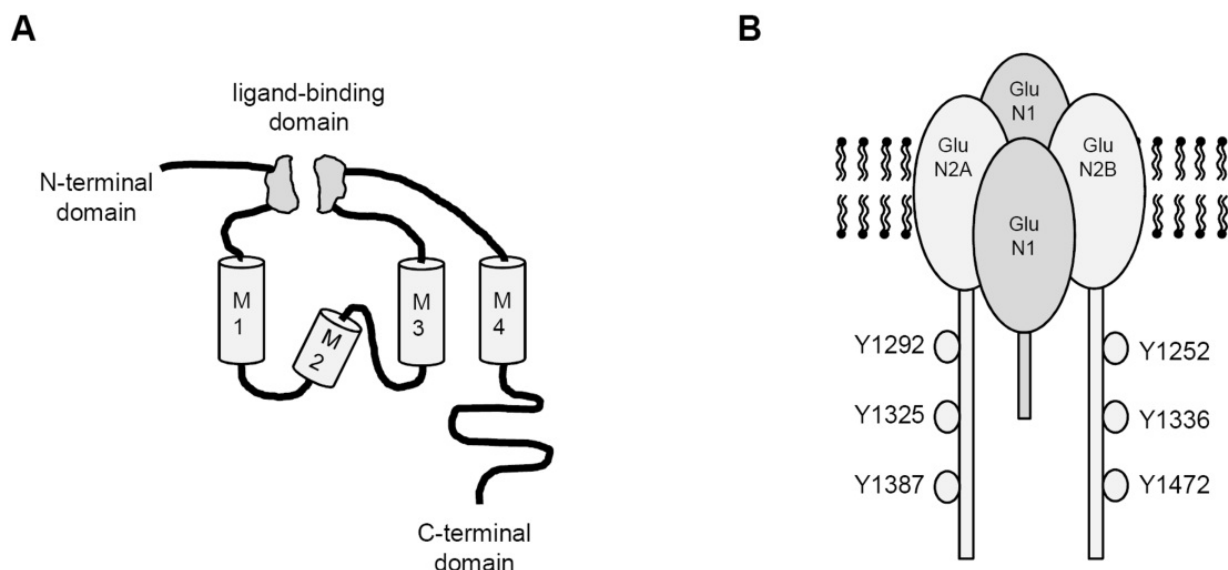 A
ligand-binding
domain
N-terminal
domain
M
1
M
2
M
3
M
4
C-terminal
domain
B
Glu
N1
Glu
N2A
Glu
N2B
Glu
N1
Y1292
Y1252
Y1325
Y1336
Y1387
Y1472